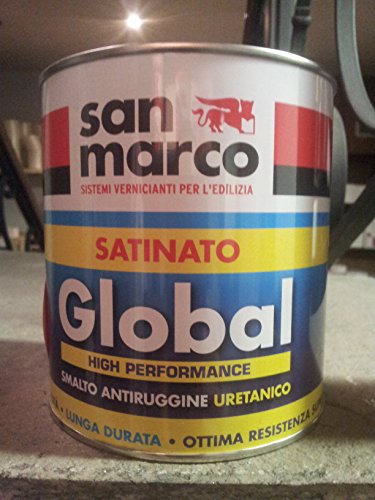 san
marco
SISTEMI VERNICIANTI PER L'EDILIZIA
SATINATO
Global
HIGH PERFORMANCE
SMALTO ANTIRUGGINE URETANICO
• LUNGA DURATA • OTTIMA RESISTENZA